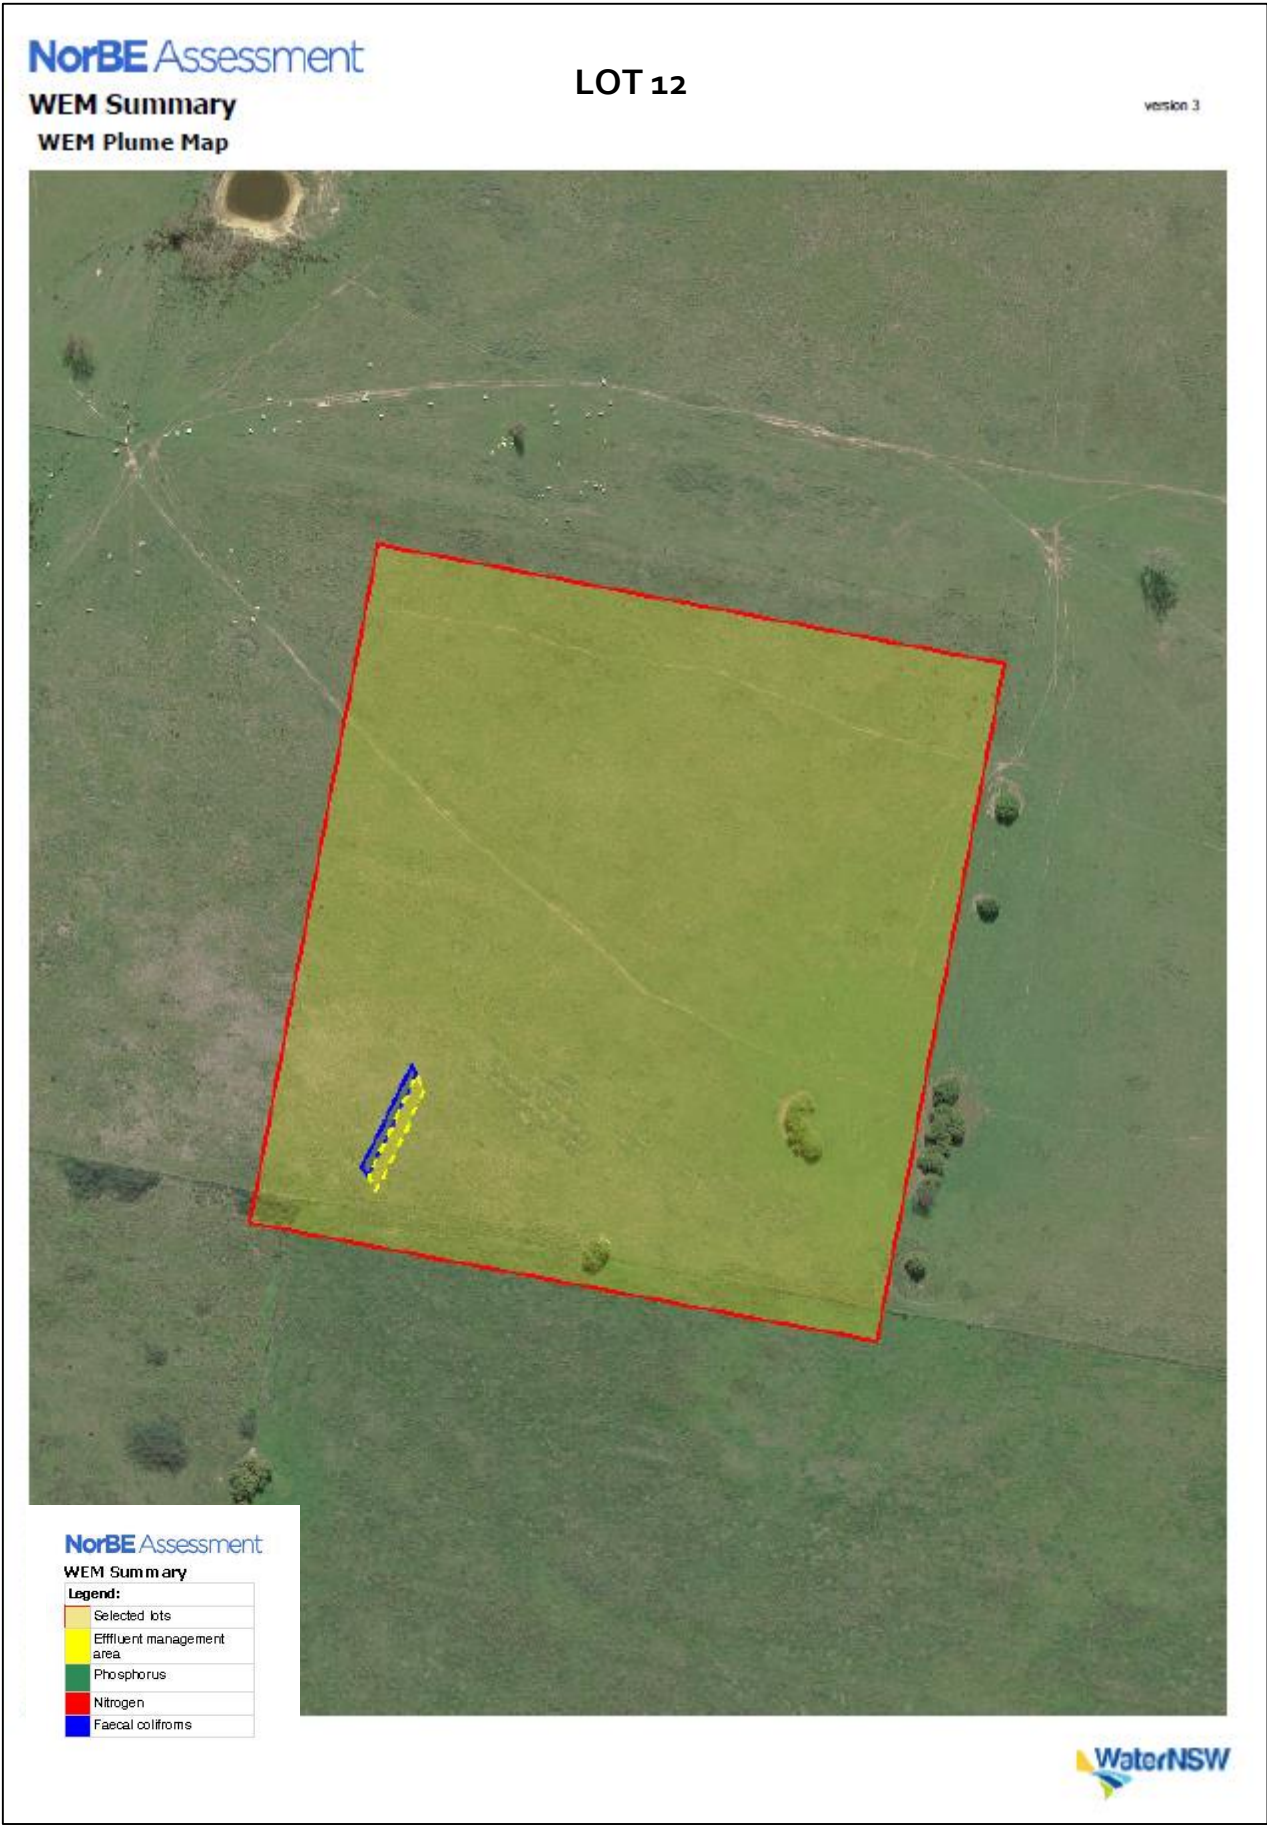 NorBE Assessment
LOT 12
WEM Summary
version 3
WEM Plume Map
NorBE Assessment
WEM Summary
Legend:
Selected lots
Efffluent management
area
Phosphorus
Nitrogen
Faecal colifroms
WaterNSW